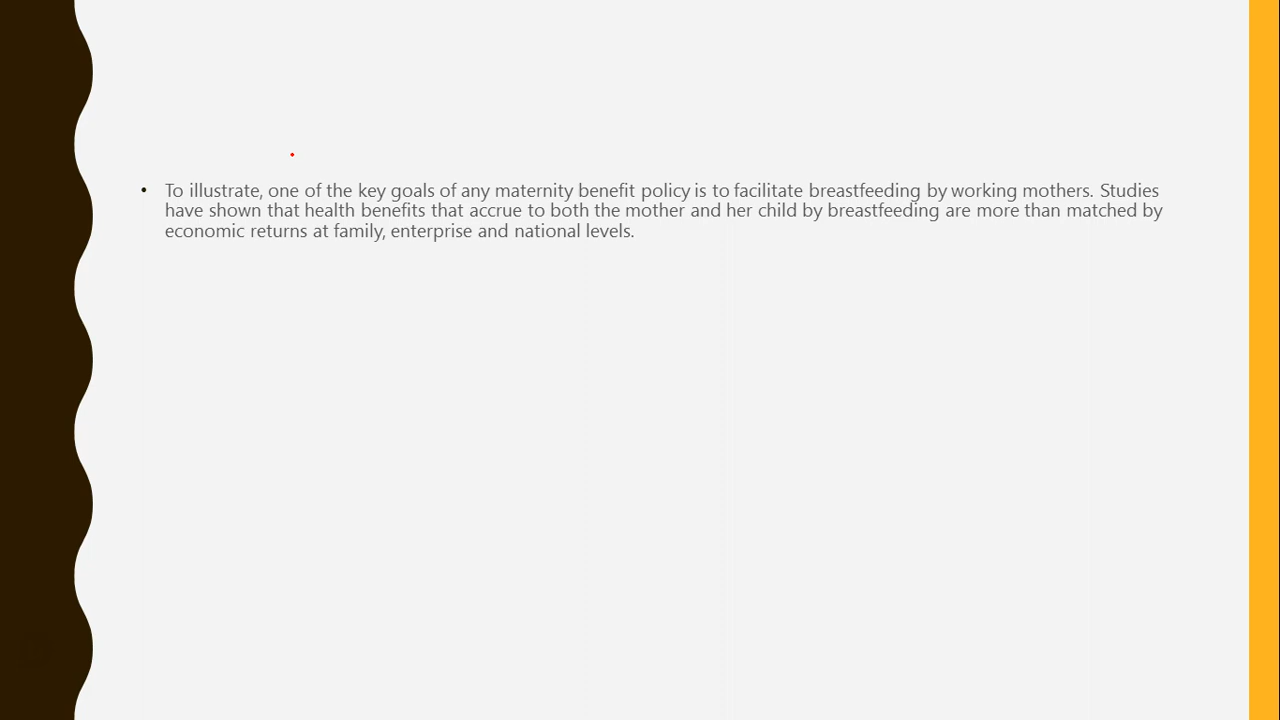 • To illustrate, one of the key goals of any maternity benefit policy is to facilitate breastfeeding by working mothers. Studies
have shown that health benefits that accrue to both the mother and her child by breastfeeding are more than matched by
economic returns at family, enterprise and national levels.